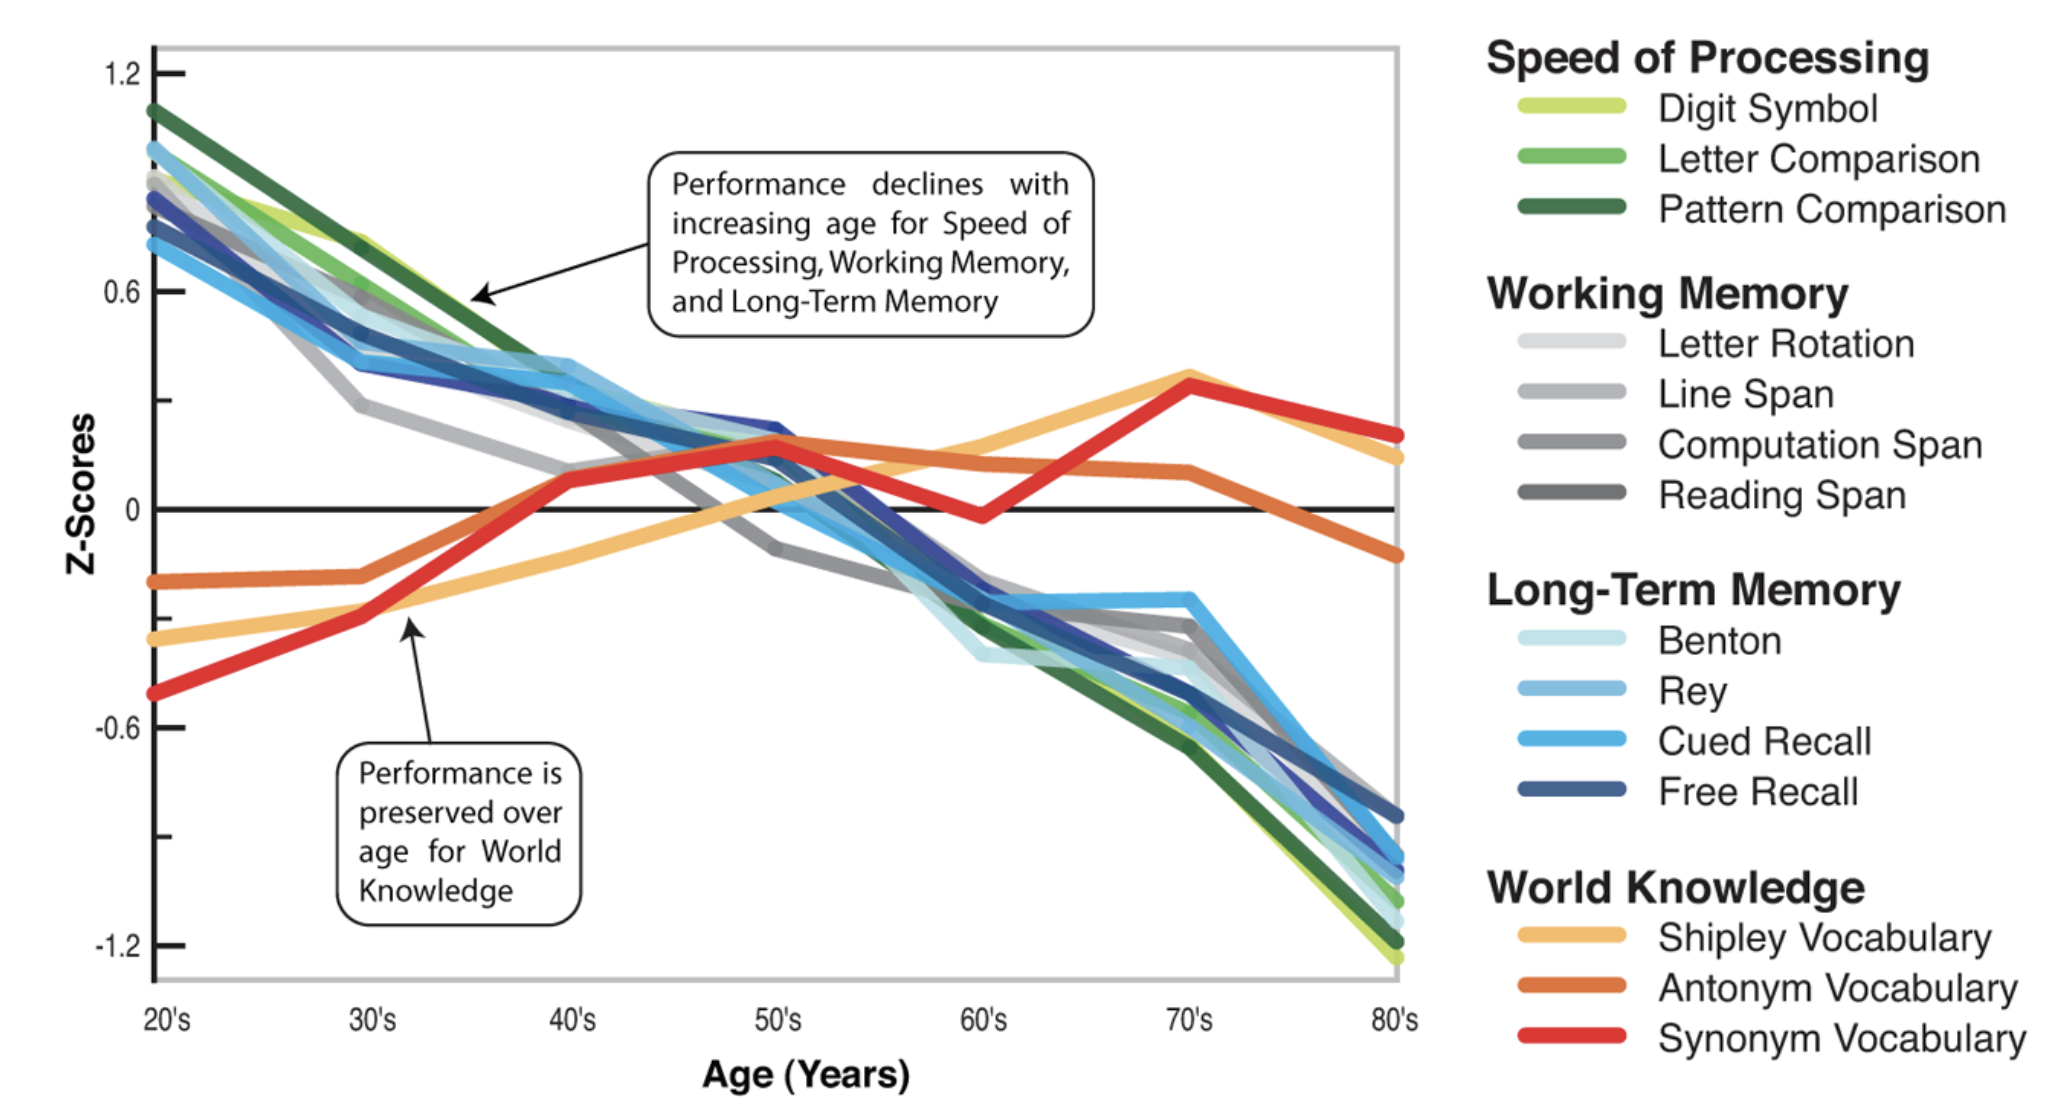 1.2
0.6
0
-0.6
-1.2
Z-Scores
20's 30's 40's 50's 60's 70's 80's
Age (Years)
Performance declines with
increasing age for Speed of
Processing, Working Memory,
and Long-Term Memory
Performance is
preserved over
age for World
Knowledge
Speed of Processing
Digit Symbol
Letter Comparison
Pattern Comparison
Working Memory
Letter Rotation
Line Span
Computation Span
Reading Span
Long-Term Memory
Benton
Rey
Cued Recall
Free Recall
World Knowledge
Shipley Vocabulary
Antonym Vocabulary
Synonym Vocabulary